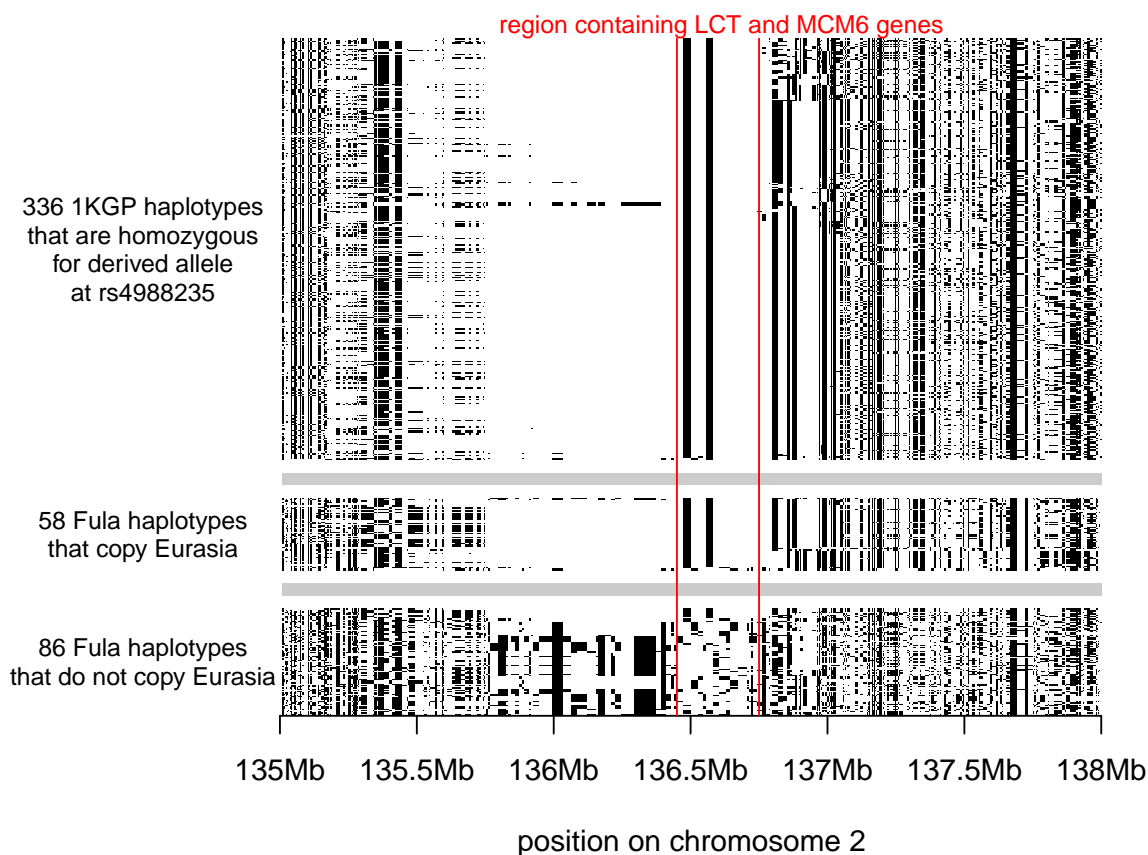 region containing LCT and MCM6 genes
336 1KGP haplotypes
that are homozygous
for derived allele
at rs4988235
58 Fula haplotypes
that copy Eurasia
86 Fula haplotypes
that do not copy Eurasia
135Mb 135.5Mb 136Mb 136.5Mb 137Mb 137.5Mb 138Mb
position on chromosome 2